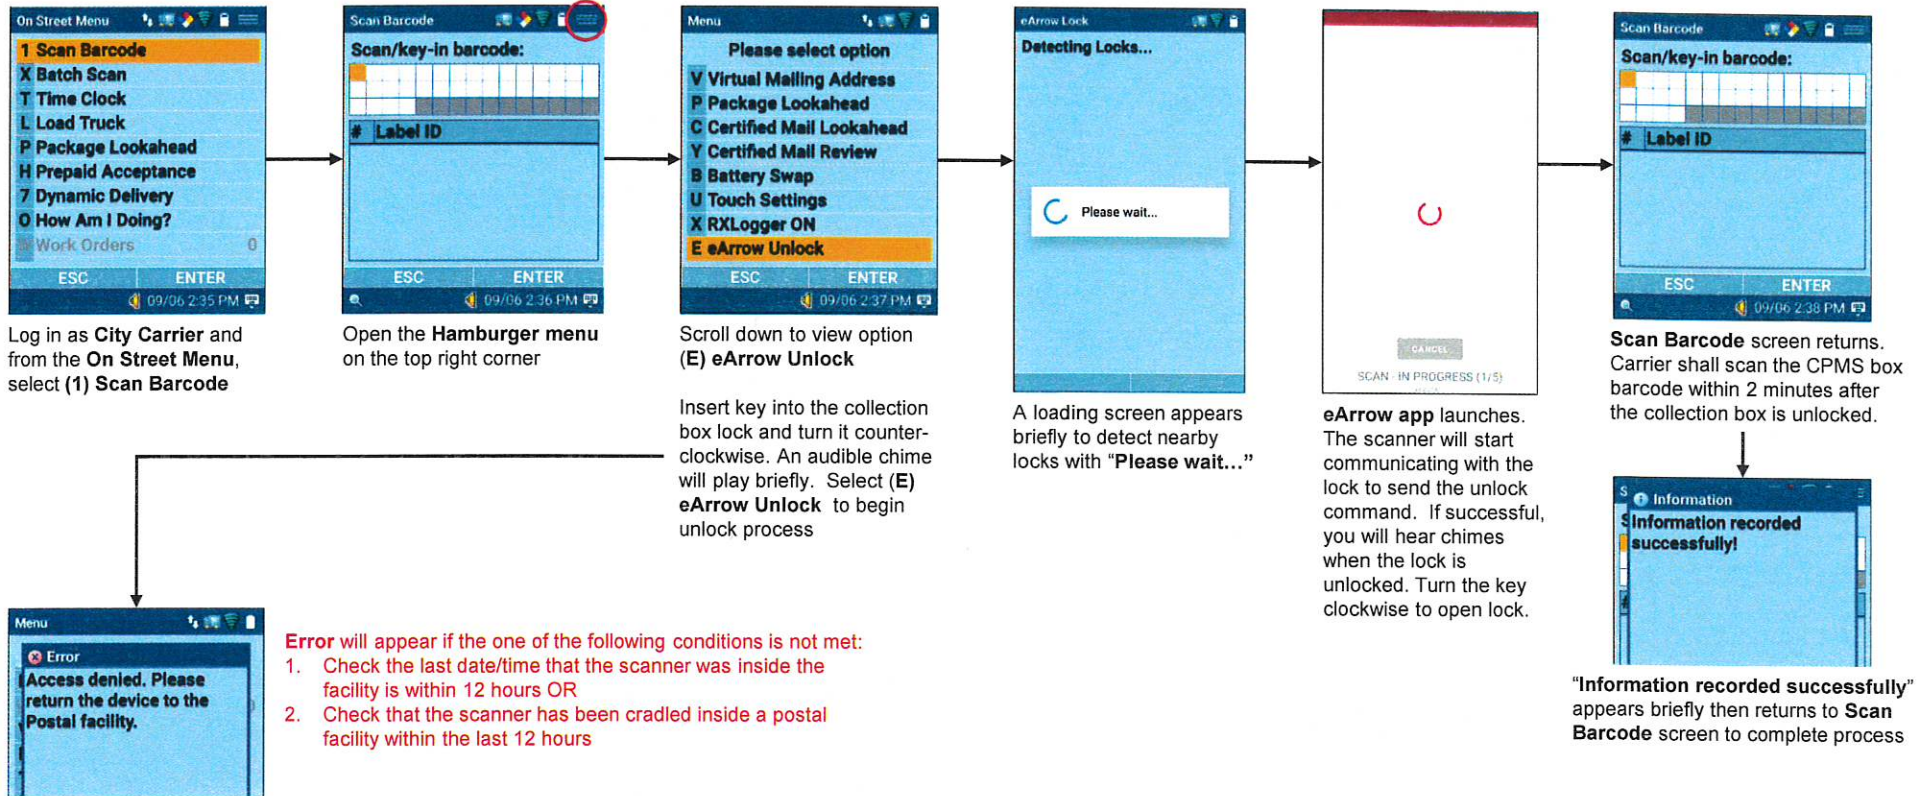 On Street Menu
1 Scan Barcode
X Batch Scan
T Time Clock
L Load Truck
P Package Lookahead
H Prepaid Acceptance
7 Dynamic Delivery
O How Am I Doing?
Work Orders 0
ESC ENTER
09/06 2:35 PM
Log in as City Carrier and
from the On Street Menu,
select (1) Scan Barcode
Scan Barcode
Scan/key-in barcode:
# Label ID
ESC ENTER
09/06 2:36 PM
Open the Hamburger menu
on the top right corner
Menu
Please select option
V Virtual Mailing Address
P Package Lookahead
C Certified Mail Lookahead
Y Certified Mail Review
B Battery Swap
U Touch Settings
X RXLogger ON
E eArrow Unlock
ESC ENTER
09/06 2:37 PM
Scroll down to view option
(E) eArrow Unlock
Insert key into the collection
box lock and turn it counter-
clockwise. An audible chime
will play briefly. Select (E)
eArrow Unlock to begin
unlock process
eArrow Lock
Detecting Locks...
Please wait...
A loading screen appears
briefly to detect nearby
locks with “Please wait…”
CANCEL
SCAN - IN PROGRESS (1/5)
eArrow app launches.
The scanner will start
communicating with the
lock to send the unlock
command. If successful,
you will hear chimes
when the lock is
unlocked. Turn the key
clockwise to open lock.
Scan Barcode
Scan/key-in barcode:
# Label ID
ESC ENTER
09/06 2:38 PM
Scan Barcode screen returns.
Carrier shall scan the CPMS box
barcode within 2 minutes after
the collection box is unlocked.
Information
Information recorded
successfully!
“Information recorded successfully”
appears briefly then returns to Scan
Barcode screen to complete process
Menu
Error
Access denied. Please
return the device to the
Postal facility.
Error will appear if the one of the following conditions is not met:
1. Check the last date/time that the scanner was inside the
facility is within 12 hours OR
2. Check that the scanner has been cradled inside a postal
facility within the last 12 hours